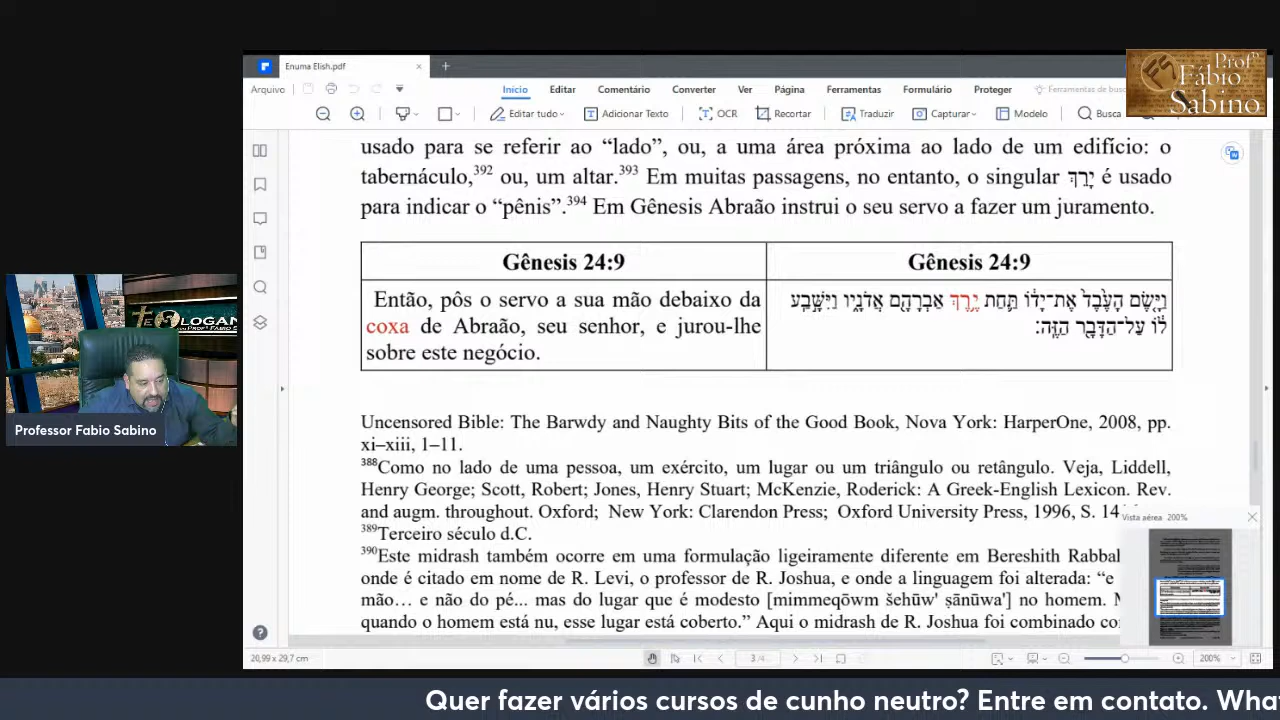 Enuma Elish.pdf
Profº
Fábio
Sabino
Arquivo
Início
Editar
Comentário
Converter
Ver
Página
Ferramentas
Formulário
Proteger
Ferramentas de busc
Editar tudo
Adicionar Texto
OCR
Recortar
Traduzir
Capturar
Modelo
Busca
usado para se referir ao “lado”, ou, a uma área próxima ao lado de um edifício: o
tabernáculo,392 ou, um altar.393 Em muitas passagens, no entanto, o singular יָרֵךְ é usado
para indicar o “pênis”.394 Em Gênesis Abraão instrui o seu servo a fazer um juramento.
Gênesis 24:9
Então, pôs o servo a sua mão debaixo da
coxa de Abraão, seu senhor, e jurou-lhe
sobre este negócio.
Gênesis 24:9
וַיָּ֤שֶׂם הָעֶ֙בֶד֙ אֶת־יָד֔וֹ תַּ֛חַת יֶ֥רֶךְ אַבְרָהָ֖ם אֲדֹנָ֑יו וַיִּשָּׁ֣בַֽע
ל֔וֹ עַל־הַדָּבָ֖ר הַזֶּֽה׃
Uncensored Bible: The Barwdy and Naughty Bits of the Good Book, Nova York: HarperOne, 2008, pp.
xi–xiii, 1–11.
388Como no lado de uma pessoa, um exército, um lugar ou um triângulo ou retângulo. Veja, Liddell,
Henry George; Scott, Robert; Jones, Henry Stuart; McKenzie, Roderick: A Greek-English Lexicon. Rev.
and augm. throughout. Oxford; New York: Clarendon Press; Oxford University Press, 1996, S. 14
389Terceiro século d.C.
390Este midrash também ocorre em uma formulação ligeiramente diferente em Bereshith Rabbal
onde é citado em nome de R. Levi, o professor de R. Joshua, e onde a linguagem foi alterada: “e
mão… e não do pé... mas do lugar que é modesto
no homem.
quando o homem está nu, esse lugar está coberto.” Aqui o midrash de R. Joshua foi combinado co
Vista aérea 200%
20,99 x 29,7 cm
200%
TEOLOGANDO
Professor Fabio Sabino
Quer fazer vários cursos de cunho neutro? Entre em contato. Wha